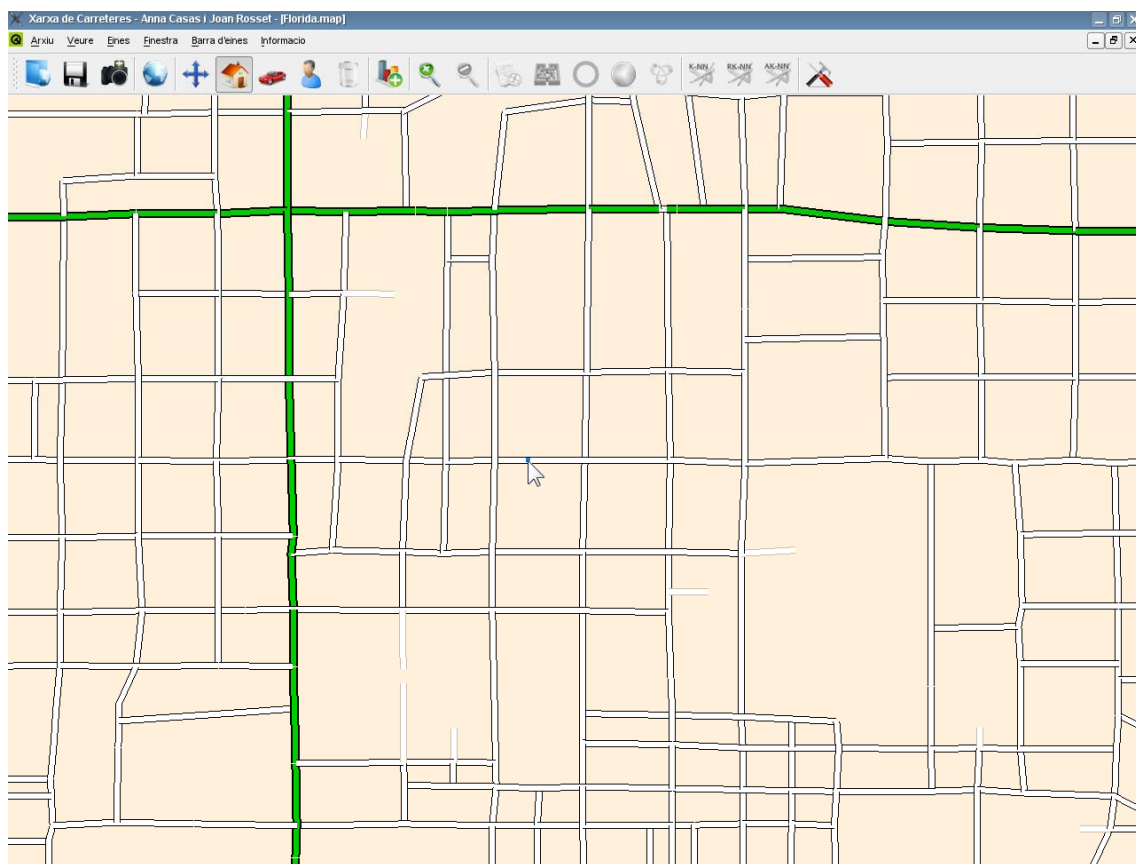 Xarxa de Carreteres - Anna Casas i Joan Rosset - [Florida.map]
Arxiu Veure Eines Finestra Barra d'eines Informacio
K-NN RK-NN AK-NN